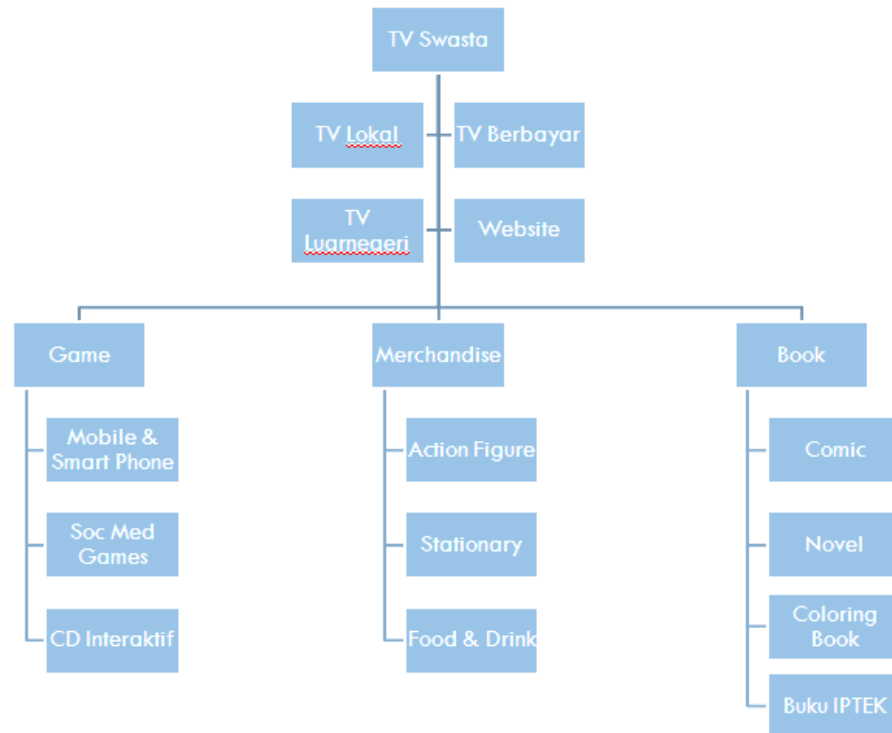 TV Swasta
TV Lokal
TV Berbayar
TV
Luarnegeri
Website
Game
Merchandise
Book
Mobile &
Smart Phone
Action Figure
Comic
Soc Med
Games
Stationary
Novel
CD Interaktif
Food & Drink
Coloring
Book
Buku IPTEK